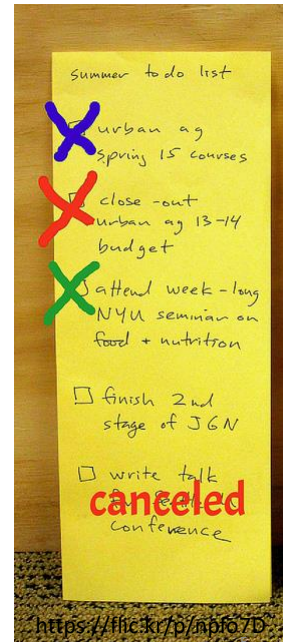 summer to do list
urban ag
spring 15 courses
close-out
urban ag 13-14
budget
attend week-long
NYU seminar on
food + nutrition
finish 2nd
stage of JGN
write talk
canceled
conference
https://flic.kr/p/npfo7D